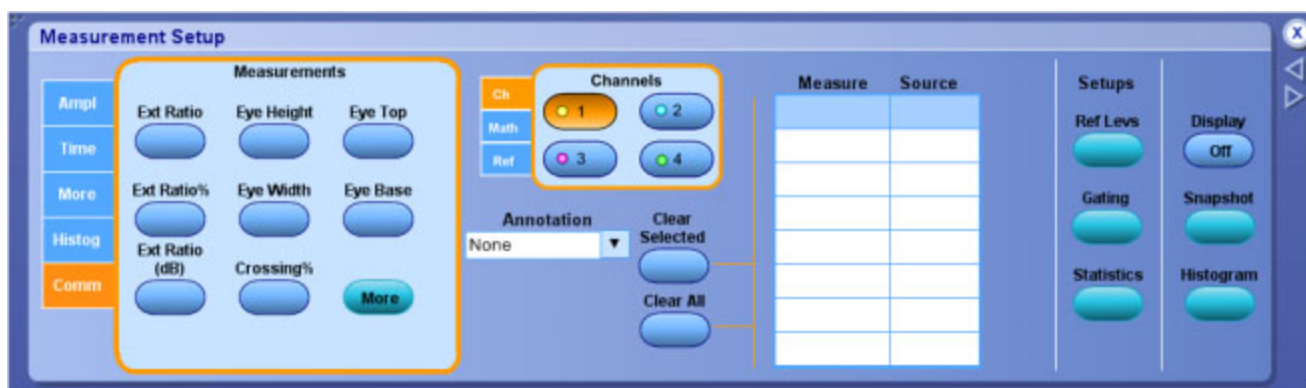 Measurement Setup
X
Ampl
Time
More
Histog
Comm
Measurements
Ext Ratio
Eye Height
Eye Top
Ext Ratio%
Eye Width
Eye Base
Ext Ratio
(dB)
Crossing%
More
Ch
Math
Ref
Channels
1
2
3
4
Annotation
None
Clear
Selected
Clear All
Measure
Source
Setups
Ref Levs
Gating
Statistics
Display
Off
Snapshot
Histogram